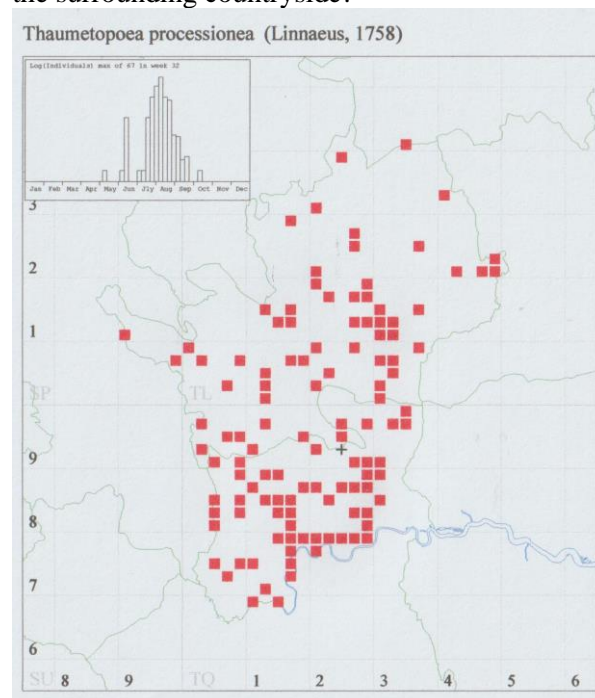 the surrounding countryside?
Thaumetopoea processionea (Linnaeus, 1758)
Log(Individuals) max of 67 in week 32
Jan Feb Mar Apr May Jun Jly Aug Sep Oct Nov Dec
3
2
1
SP TL
9
8
7
6
SU 8 9 TQ 1 2 3 4 5 6